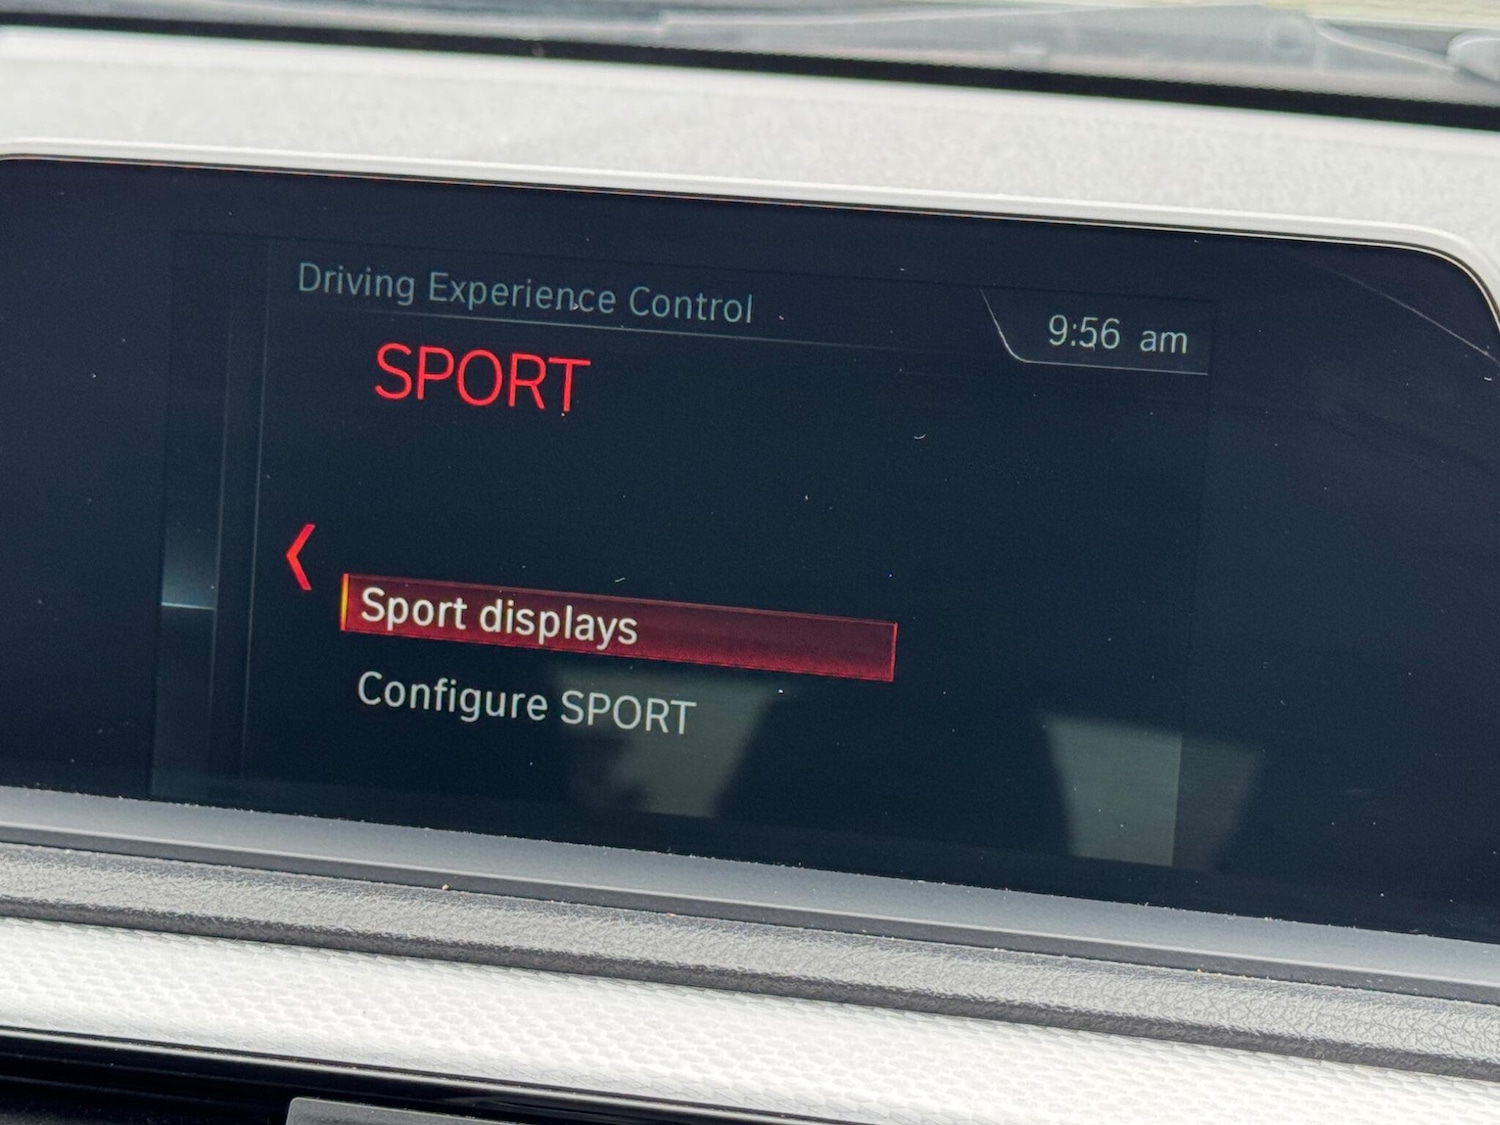 Driving Experience Control
9:56 am
SPORT
Sport displays
Configure SPORT